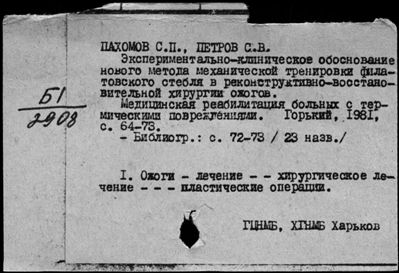 ПАХОМОВ С.П., ПЕТРОВ С.В.
Экспериментально-клиническое обоснование
нового метода механической тренировки фила-
товского стебля в реконструктивно-восстано-
вительной хирургии ожогов.
Медицинская реабилитация больных с тер-
мическими повреждениями. Горький, 1981,
с. 64-73.
- Библиогр.: с. 72-73 / 23 назв./
Б1
2908
I. Ожоги - лечение - - хирургическое ле-
чение - - - пластические операции.
ГЦНМБ, ХГНМБ Харьков